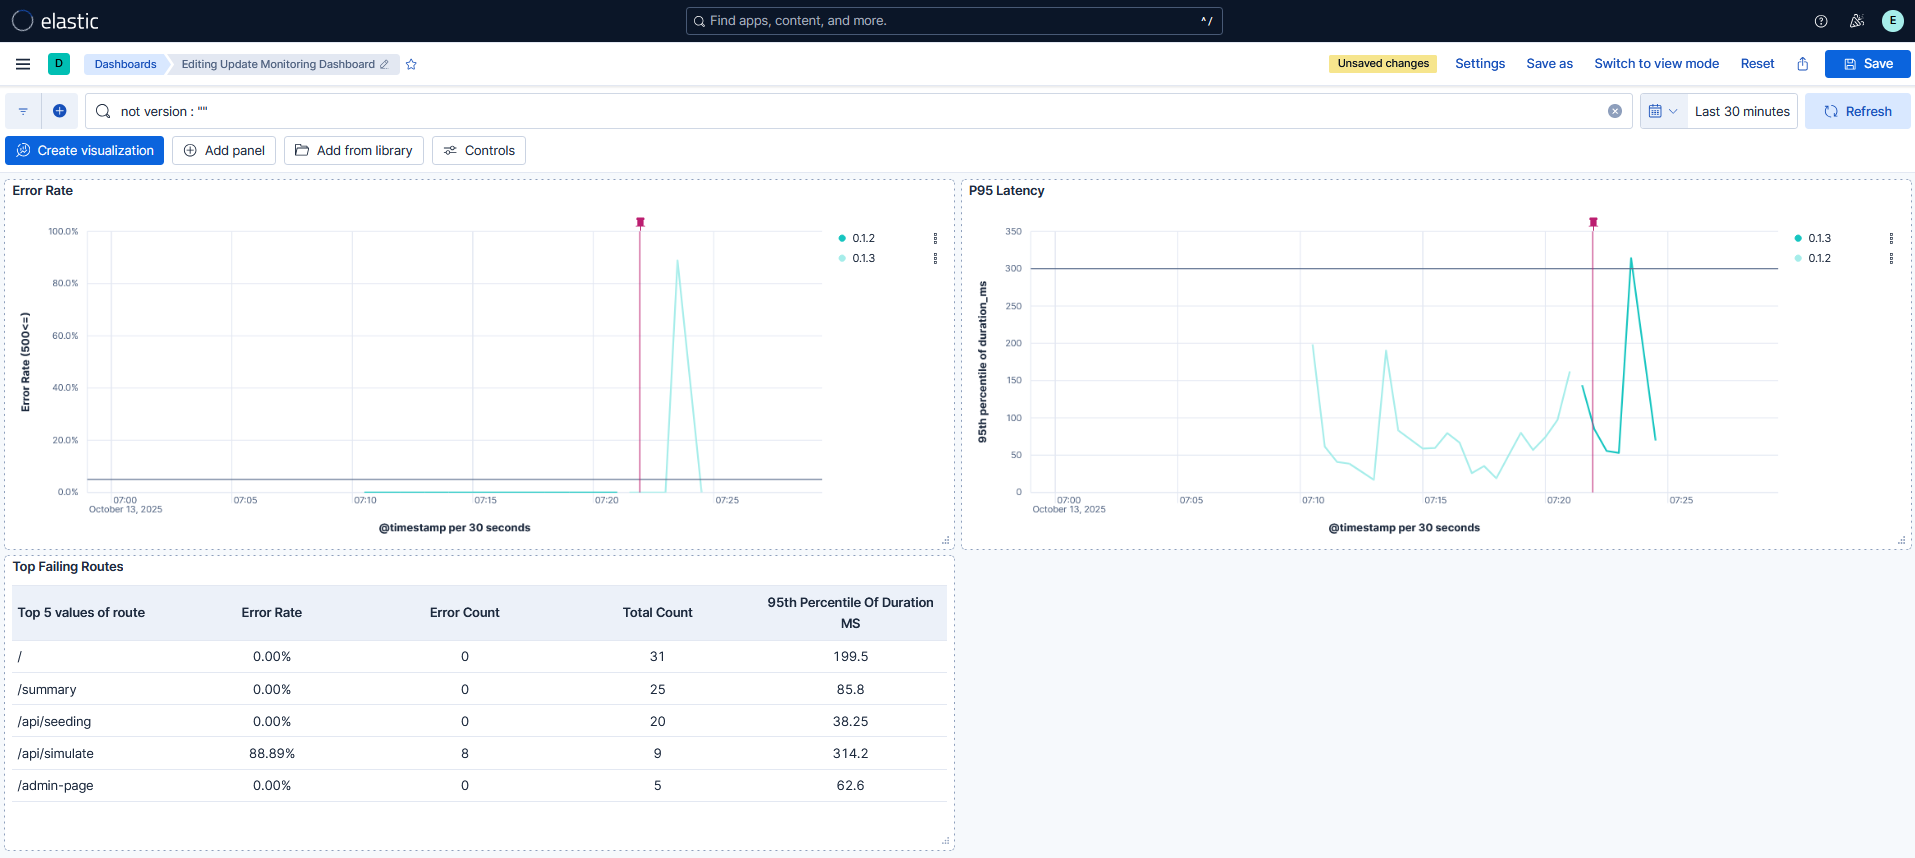 elastic
Find apps, content, and more.
^/
E
D
Dashboards
Editing Update Monitoring Dashboard
Unsaved changes
Settings
Save as
Switch to view mode
Reset
Save
not version : ""
Last 30 minutes
Refresh
Create visualization
Add panel
Add from library
Controls
Error Rate
100.0%
80.0%
60.0%
40.0%
20.0%
0.0%
Error Rate (500<=)
07:00
07:05
07:10
07:15
07:20
07:25
October 13, 2025
@timestamp per 30 seconds
0.1.2
0.1.3
P95 Latency
350
300
250
200
150
100
50
0
95th percentile of duration_ms
07:00
07:05
07:10
07:15
07:20
07:25
October 13, 2025
@timestamp per 30 seconds
0.1.3
0.1.2
Top Failing Routes
Top 5 values of route Error Rate Error Count Total Count 95th Percentile Of Duration MS
/ 0.00% 0 31 199.5
/summary 0.00% 0 25 85.8
/api/seeding 0.00% 0 20 38.25
/api/simulate 88.89% 8 9 314.2
/admin-page 0.00% 0 5 62.6